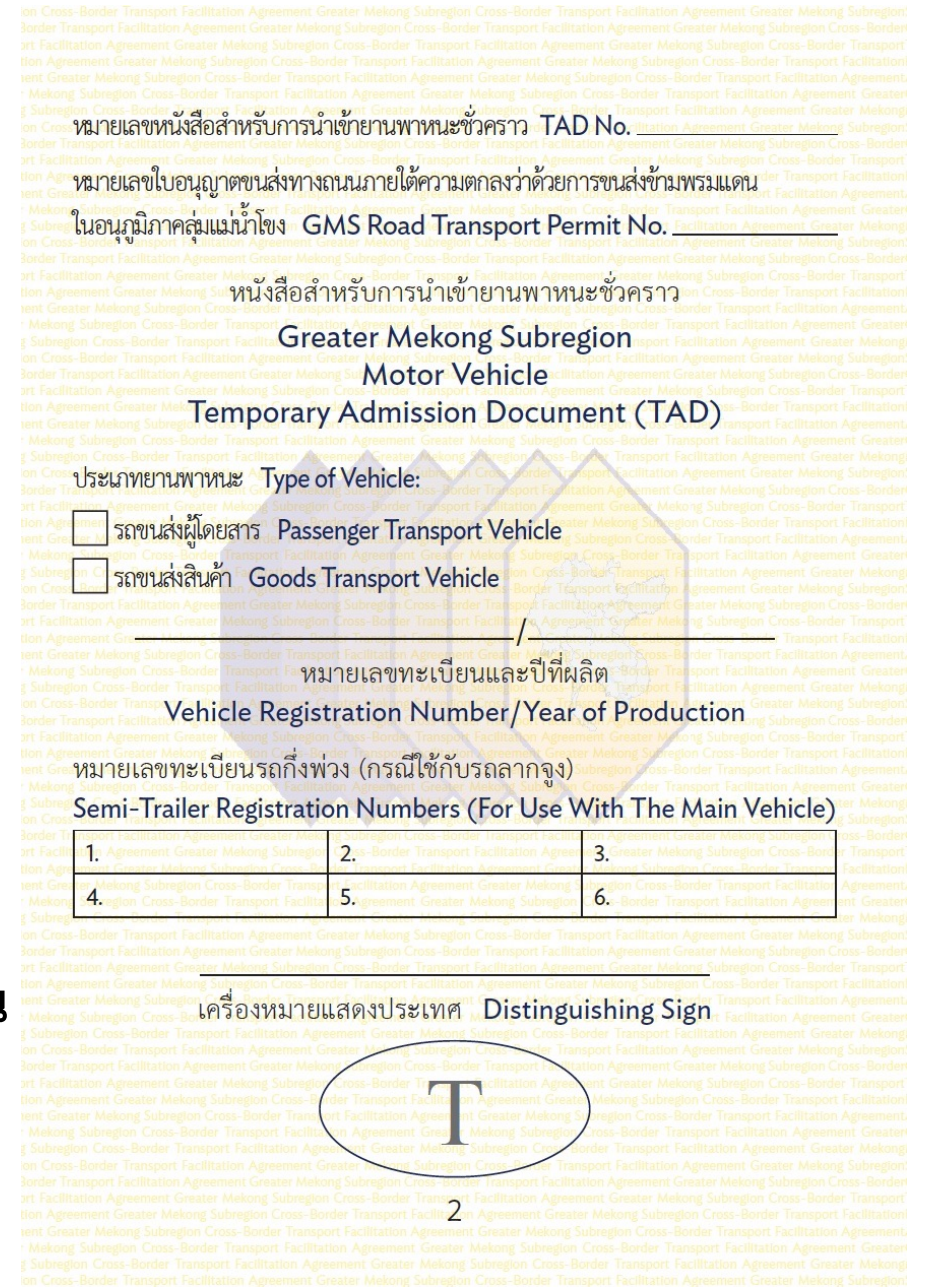 หมายเลขหนังสือสำหรับการนำเข้ายานพาหนะชั่วคราว TAD No.
หมายเลขใบอนุญาตขนส่งทางถนนภายใต้ความตกลงว่าด้วยการขนส่งข้ามพรมแดน
ในอนุภูมิภาคลุ่มแม่น้ำโขง GMS Road Transport Permit No.
หนังสือสำหรับการนำเข้ายานพาหนะชั่วคราว
Greater Mekong Subregion
Motor Vehicle
Temporary Admission Document (TAD)
ประเภทยานพาหนะ Type of Vehicle:
รถขนส่งผู้โดยสาร Passenger Transport Vehicle
รถขนส่งสินค้า Goods Transport Vehicle
/
หมายเลขทะเบียนและปีที่ผลิต
Vehicle Registration Number/Year of Production
หมายเลขทะเบียนรถกึ่งพ่วง (กรณีใช้กับรถลากจูง)
Semi-Trailer Registration Numbers (For Use With The Main Vehicle)
1. 2. 3.
4. 5. 6.
เครื่องหมายแสดงประเทศ Distinguishing Sign
T
2